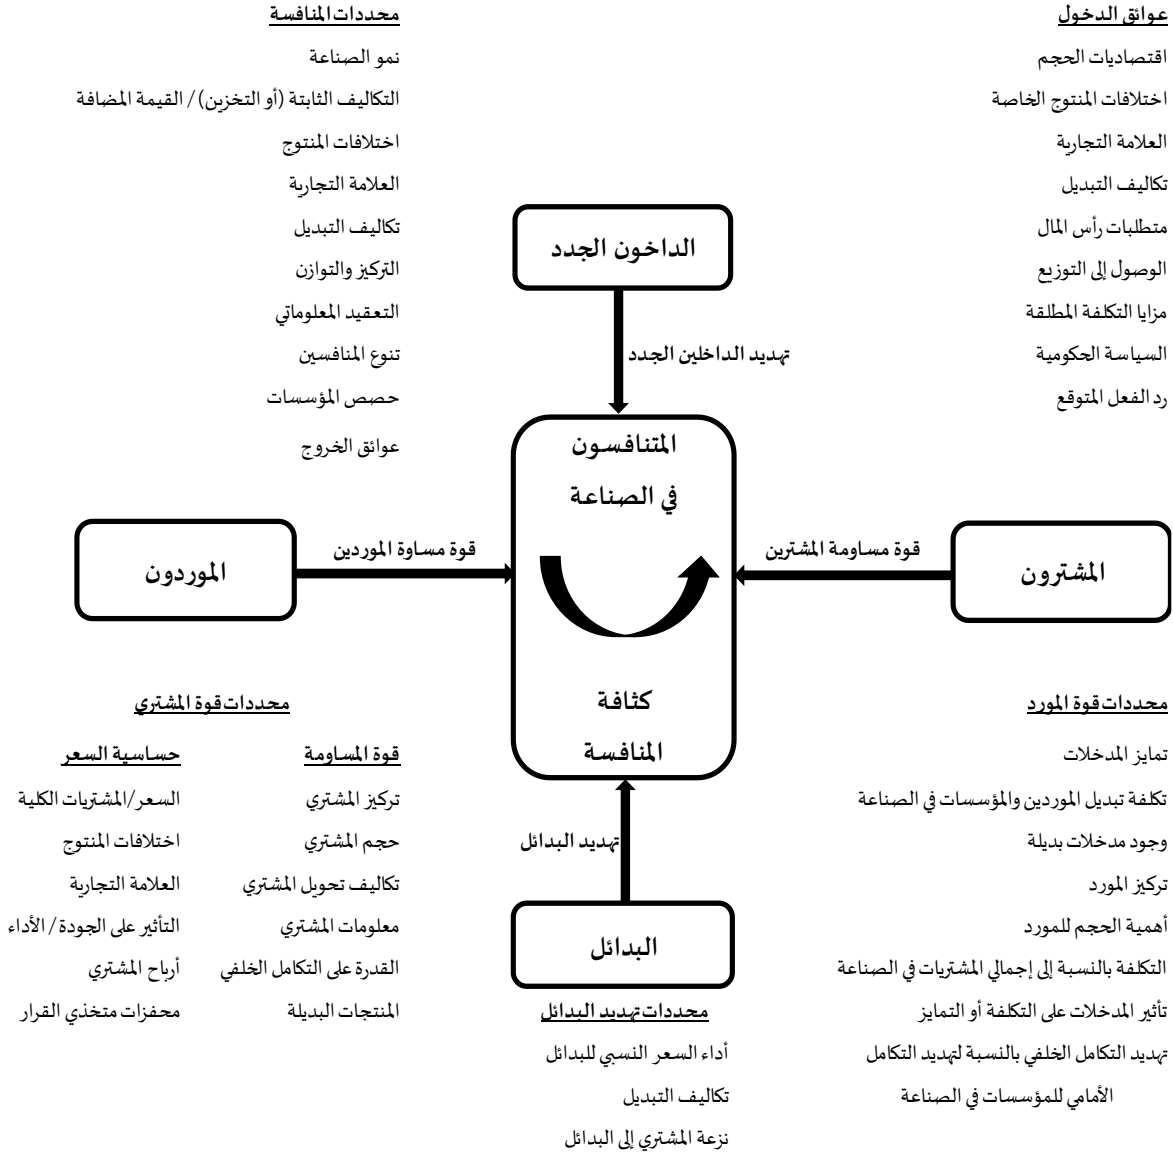 عوائق الدخول
اقتصاديات الحجم
اختلافات المنتوج الخاصة
العلامة التجارية
تكاليف التبديل
متطلبات رأس المال
الوصول إلى التوزيع
مزايا التكلفة المطلقة
السياسة الحكومية
رد الفعل المتوقع
محددات المنافسة
نمو الصناعة
التكاليف الثابتة (أو التخزين) / القيمة المضافة
اختلافات المنتوج
العلامة التجارية
تكاليف التبديل
التركيز والتوازن
التعقيد المعلوماتي
تنوع المنافسين
حصص المؤسسات
عوائق الخروج
الداخون الجدد
تهديد الداخلين الجدد
المتنافسون
في الصناعة
كثافة
المنافسة
المشترون
قوة مساومة المشترين
قوة مساوة الموردين
الموردون
تهديد البدائل
البدائل
محددات قوة المورد
تمايز المدخلات
تكلفة تبديل الموردين والمؤسسات في الصناعة
وجود مدخلات بديلة
تركيز المورد
أهمية الحجم للمورد
التكلفة بالنسبة إلى إجمالي المشتريات في الصناعة
تأثير المدخلات على التكلفة أو التمايز
تهديد التكامل الخلفي بالنسبة لتهديد التكامل
الأمامي للمؤسسات في الصناعة
محددات تهديد البدائل
أداء السعر النسبي للبدائل
تكاليف التبديل
نزعة المشتري إلى البدائل
محددات قوة المشتري
قوة المساومة
تركيز المشتري
حجم المشتري
تكاليف تحويل المشتري
معلومات المشتري
القدرة على التكامل الخلفي
المنتجات البديلة
حساسية السعر
السعر/المشتريات الكلية
اختلافات المنتوج
العلامة التجارية
التأثير على الجودة / الأداء
أرباح المشتري
محفزات متخذي القرار